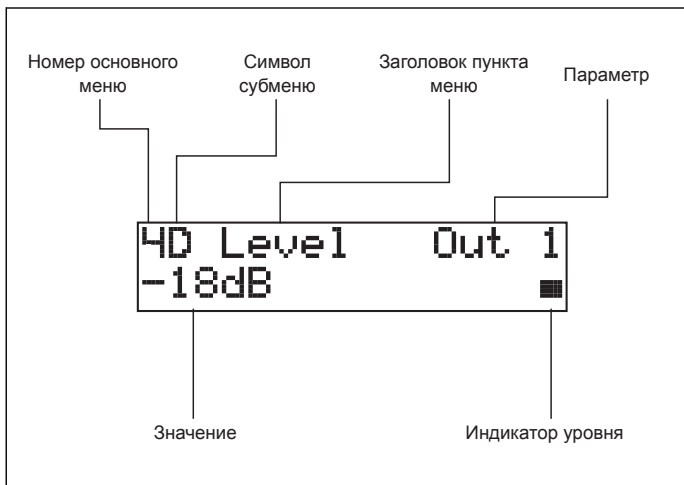 Номер основного
меню
Символ
субменю
Заголовок пункта
меню
Параметр
4D Level Out 1
-18dB
Значение
Индикатор уровня